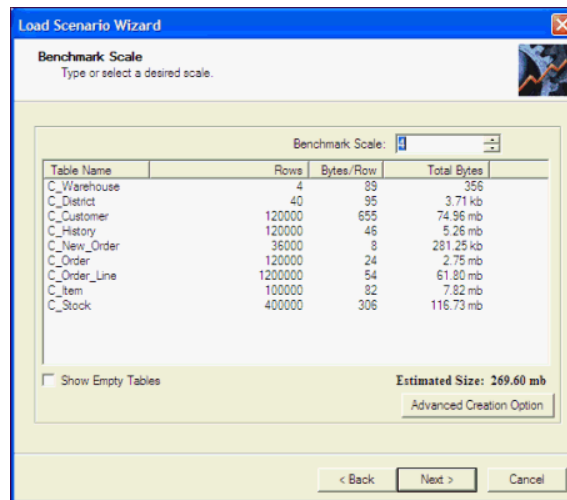 Load Scenario Wizard
Benchmark Scale
Type or select a desired scale.
Benchmark Scale: 4
Table Name Rows Bytes/Row Total Bytes
C_Warehouse 4 89 356
C_District 40 95 3.71 kb
C_Customer 120000 655 74.96 mb
C_History 120000 46 5.26 mb
C_New_Order 36000 8 281.25 kb
C_Order 120000 24 2.75 mb
C_Order_Line 1200000 54 61.80 mb
C_Item 100000 82 7.82 mb
C_Stock 400000 306 116.73 mb
Show Empty Tables Estimated Size: 269.60 mb
Advanced Creation Option
< Back Next > Cancel